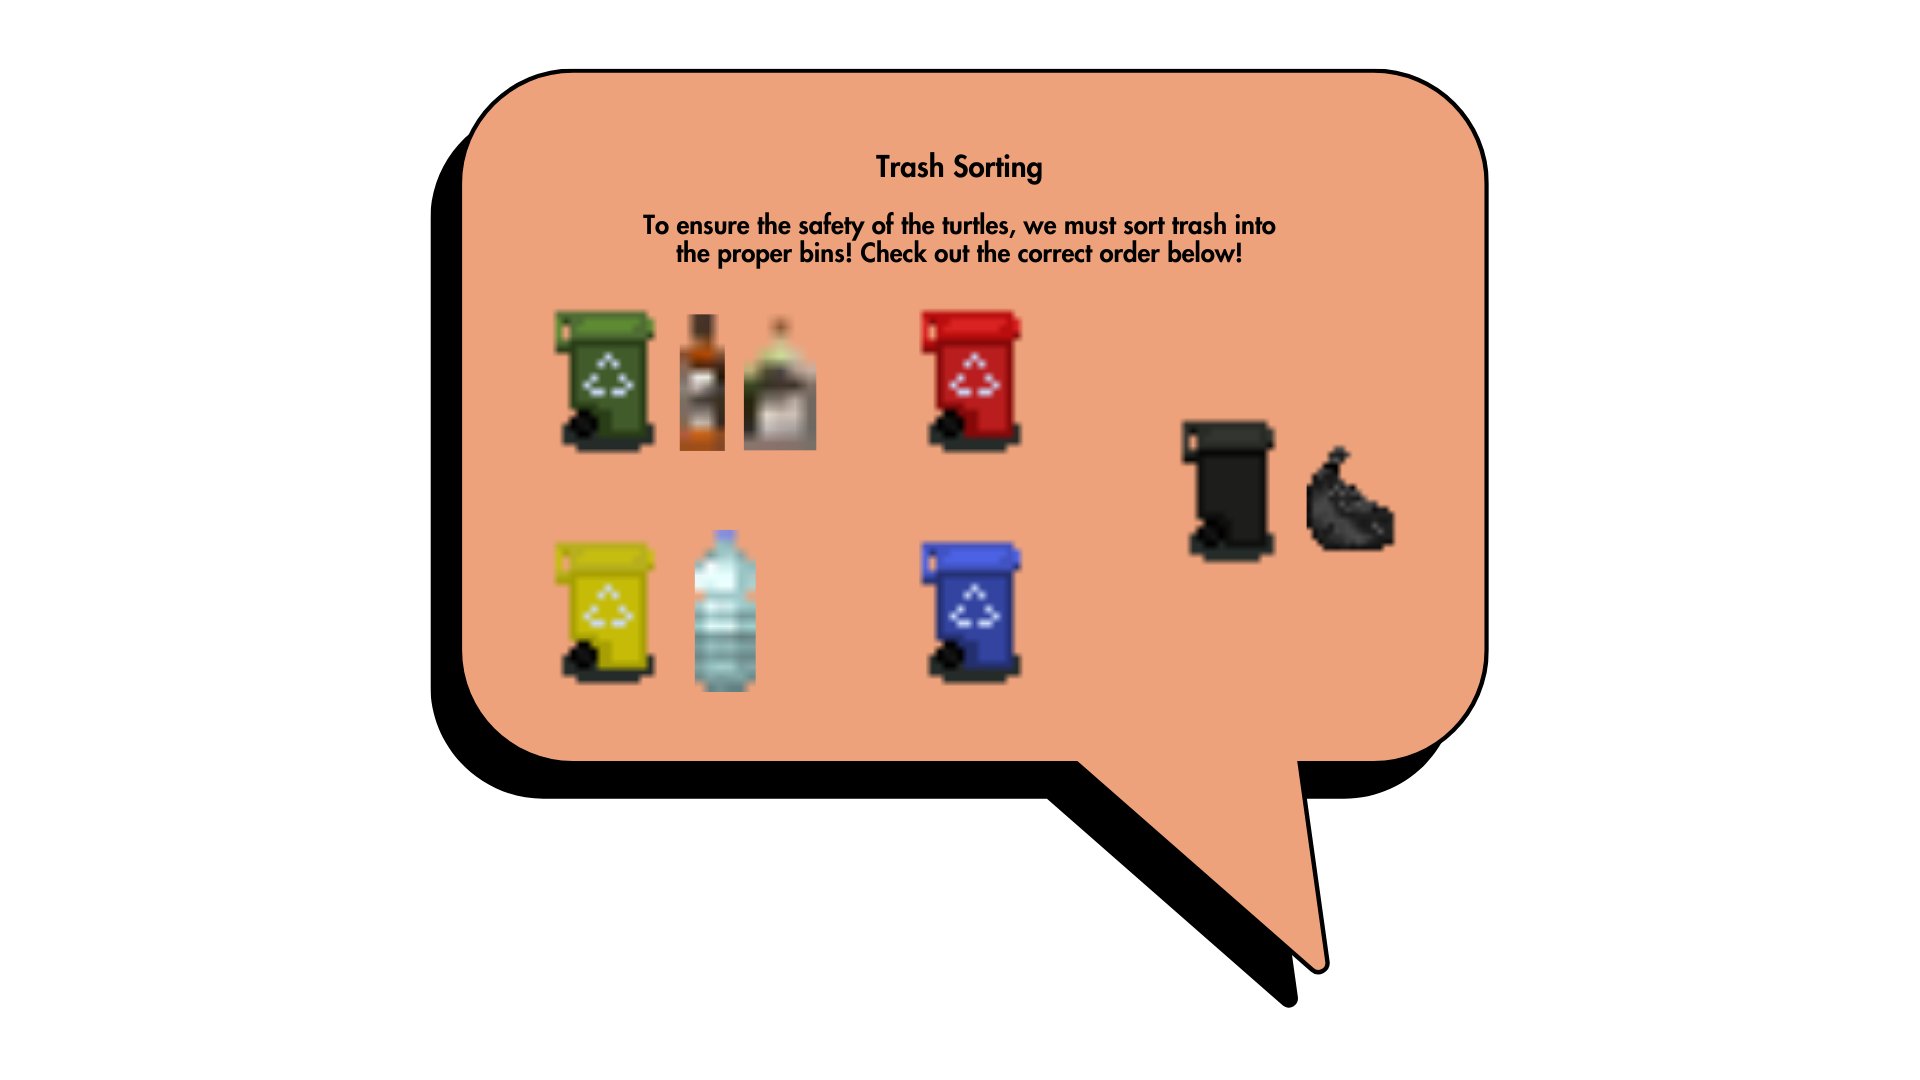 Trash Sorting
To ensure the safety of the turtles, we must sort trash into
the proper bins! Check out the correct order below!